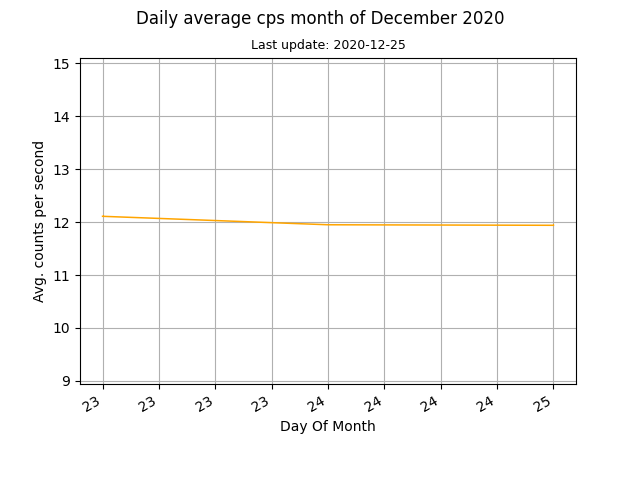 Daily average cps month of December 2020
Last update: 2020-12-25
15
14
13
12
11
10
9
Avg. counts per second
23 23 23 23 24 24 24 24 25
Day Of Month